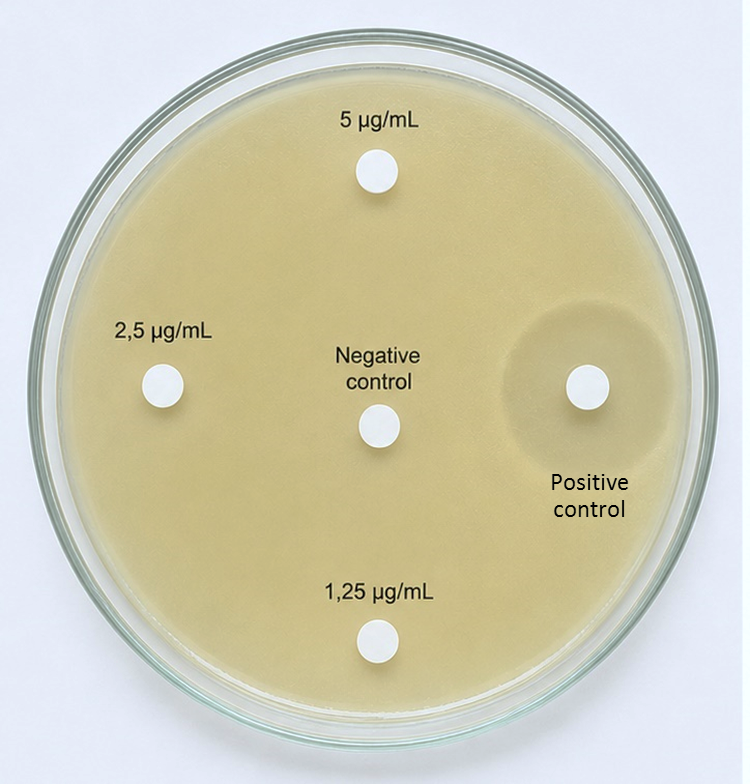 5 µg/mL
2,5 µg/mL
Negative
control
Positive
control
1,25 µg/mL